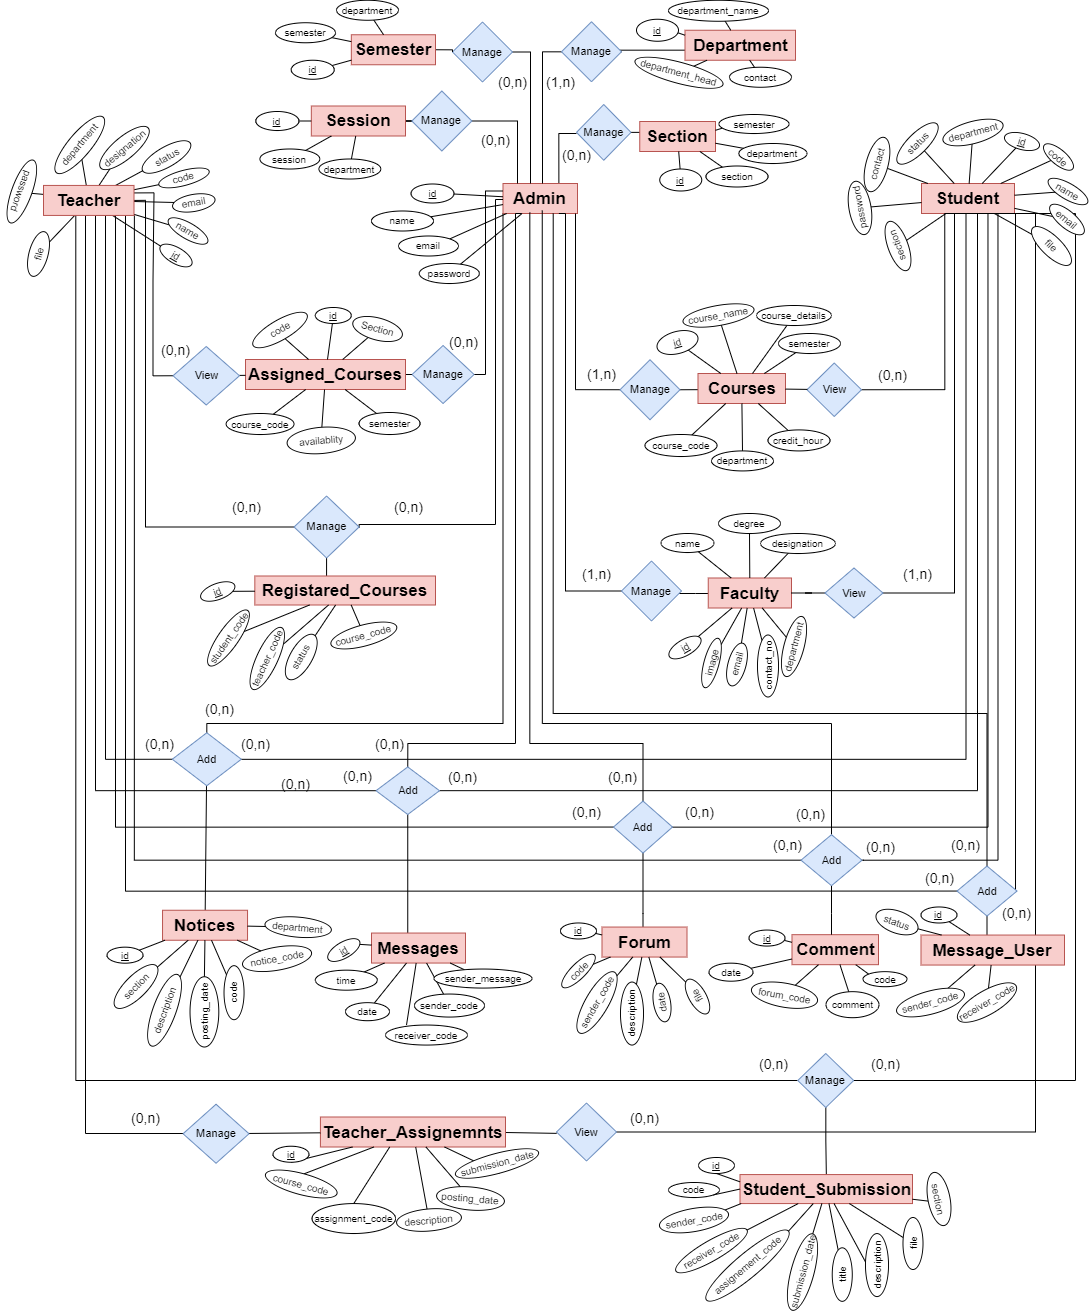 department
semester
id
Semester
Manage
(0,n)
Manage
(1,n)
department_name
id
Department
department_head
contact
id
Session
session
department
Manage
(0,n)
Manage
(0,n)
Section
semester
department
section
id
department
designation
status
code
email
name
id
password
file
Teacher
Admin
id
name
email
password
Student
contact
status
department
id
code
name
email
file
password
section
(0,n)
View
code
id
Section
Assigned_Courses
course_code
availablity
semester
(0,n)
Manage
(1,n)
Manage
id
course_name
course_details
semester
Courses
course_code
department
credit_hour
View
(0,n)
(0,n)
Manage
(0,n)
id
Registared_Courses
student_code
teacher_code
status
course_code
(1,n)
Manage
name
degree
designation
Faculty
id
image
email
contact_no
department
View
(1,n)
(0,n)
(0,n)
Add
(0,n)
(0,n)
(0,n)
(0,n)
Add
(0,n)
(0,n)
(0,n)
Add
(0,n)
(0,n)
(0,n)
Add
(0,n)
(0,n)
(0,n)
Add
(0,n)
Notices
id
section
description
posting_date
code
notice_code
department
Messages
id
time
date
receiver_code
sender_code
sender_message
Forum
id
code
sender_code
description
date
file
Comment
id
date
forum_code
comment
code
Message_User
status
id
sender_code
receiver_code
(0,n)
Manage
(0,n)
(0,n)
Manage
Teacher_Assignemnts
id
course_code
assignment_code
description
posting_date
submission_date
View
(0,n)
Student_Submission
id
code
sender_code
receiver_code
assignement_code
submission_date
title
description
file
section